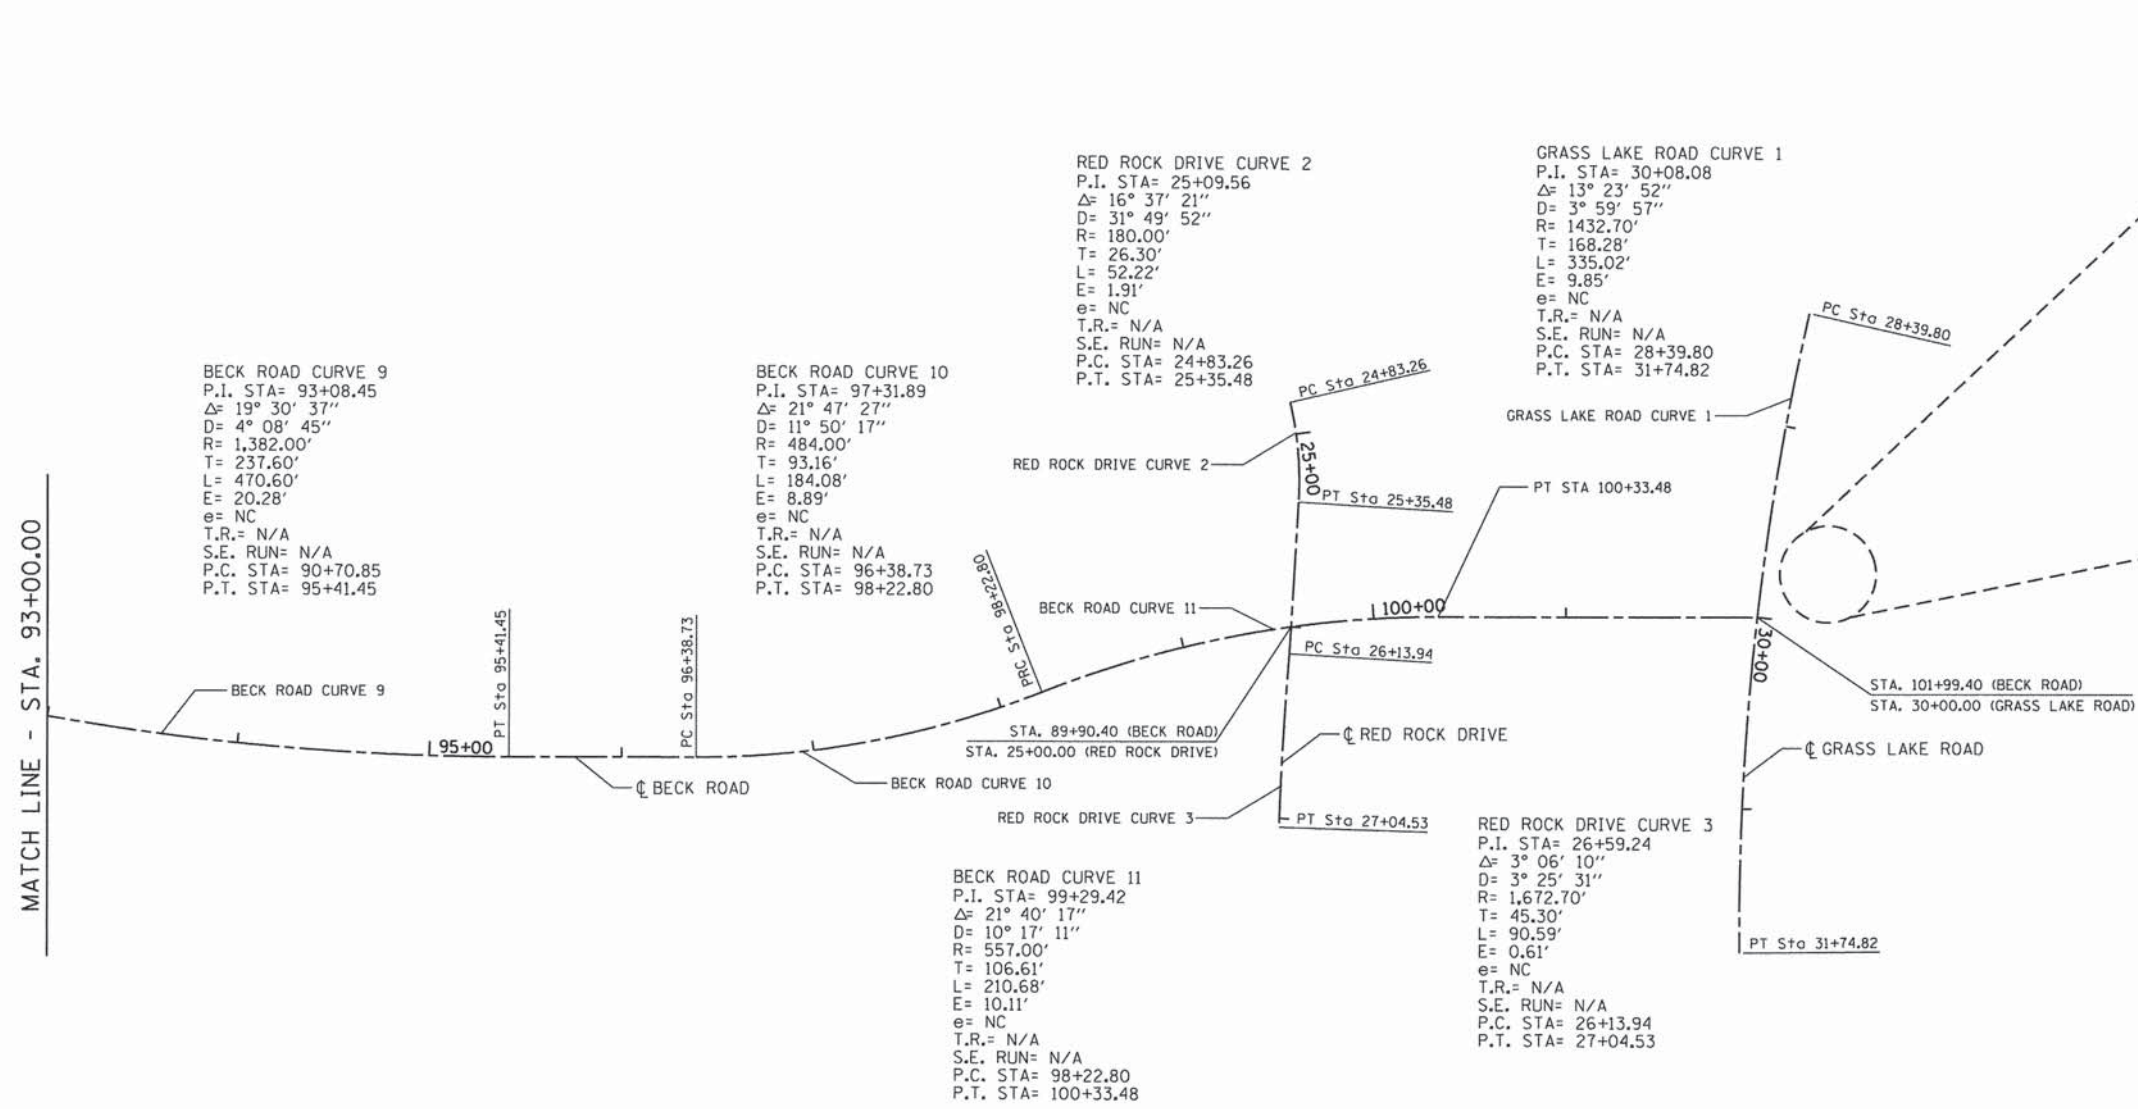 MATCH LINE - STA. 93+00.00
BECK ROAD CURVE 9
P.I. STA= 93+08.45
Δ= 19° 30' 37"
D= 4° 08' 45"
R= 1,382.00'
T= 237.60'
L= 470.60'
E= 20.28'
e= NC
T.R.= N/A
S.E. RUN= N/A
P.C. STA= 90+70.85
P.T. STA= 95+41.45
BECK ROAD CURVE 10
P.I. STA= 97+31.89
Δ= 21° 47' 27"
D= 11° 50' 17"
R= 484.00'
T= 93.16'
L= 184.08'
E= 8.89'
e= NC
T.R.= N/A
S.E. RUN= N/A
P.C. STA= 96+38.73
P.T. STA= 98+22.80
RED ROCK DRIVE CURVE 2
P.I. STA= 25+09.56
Δ= 16° 37' 21"
D= 31° 49' 52"
R= 180.00'
T= 26.30'
L= 52.22'
E= 1.91'
e= NC
T.R.= N/A
S.E. RUN= N/A
P.C. STA= 24+83.26
P.T. STA= 25+35.48
GRASS LAKE ROAD CURVE 1
P.I. STA= 30+08.08
Δ= 13° 23' 52"
D= 3° 59' 57"
R= 1432.70'
T= 168.28'
L= 335.02'
E= 9.85'
e= NC
T.R.= N/A
S.E. RUN= N/A
P.C. STA= 28+39.80
P.T. STA= 31+74.82
PC Sta 28+39.80
PC Sta 24+83.26
GRASS LAKE ROAD CURVE 1
RED ROCK DRIVE CURVE 2
25+00
PT Sta 25+35.48
PT STA 100+33.48
BECK ROAD CURVE 9
95+00
PT Sta 95+41.45
PC Sta 96+38.73
PRC Sta 98+22.80
BECK ROAD CURVE 11
100+00
PC Sta 26+13.94
30+00
STA. 101+99.40 (BECK ROAD)
STA. 30+00.00 (GRASS LAKE ROAD)
STA. 89+90.40 (BECK ROAD)
STA. 25+00.00 (RED ROCK DRIVE)
℄ RED ROCK DRIVE
℄ GRASS LAKE ROAD
℄ BECK ROAD
BECK ROAD CURVE 10
RED ROCK DRIVE CURVE 3
PT Sta 27+04.53
PT Sta 31+74.82
BECK ROAD CURVE 11
P.I. STA= 99+29.42
Δ= 21° 40' 17"
D= 10° 17' 11"
R= 557.00'
T= 106.61'
L= 210.68'
E= 10.11'
e= NC
T.R.= N/A
S.E. RUN= N/A
P.C. STA= 98+22.80
P.T. STA= 100+33.48
RED ROCK DRIVE CURVE 3
P.I. STA= 26+59.24
Δ= 3° 06' 10"
D= 3° 25' 31"
R= 1,672.70'
T= 45.30'
L= 90.59'
E= 0.61'
e= NC
T.R.= N/A
S.E. RUN= N/A
P.C. STA= 26+13.94
P.T. STA= 27+04.53